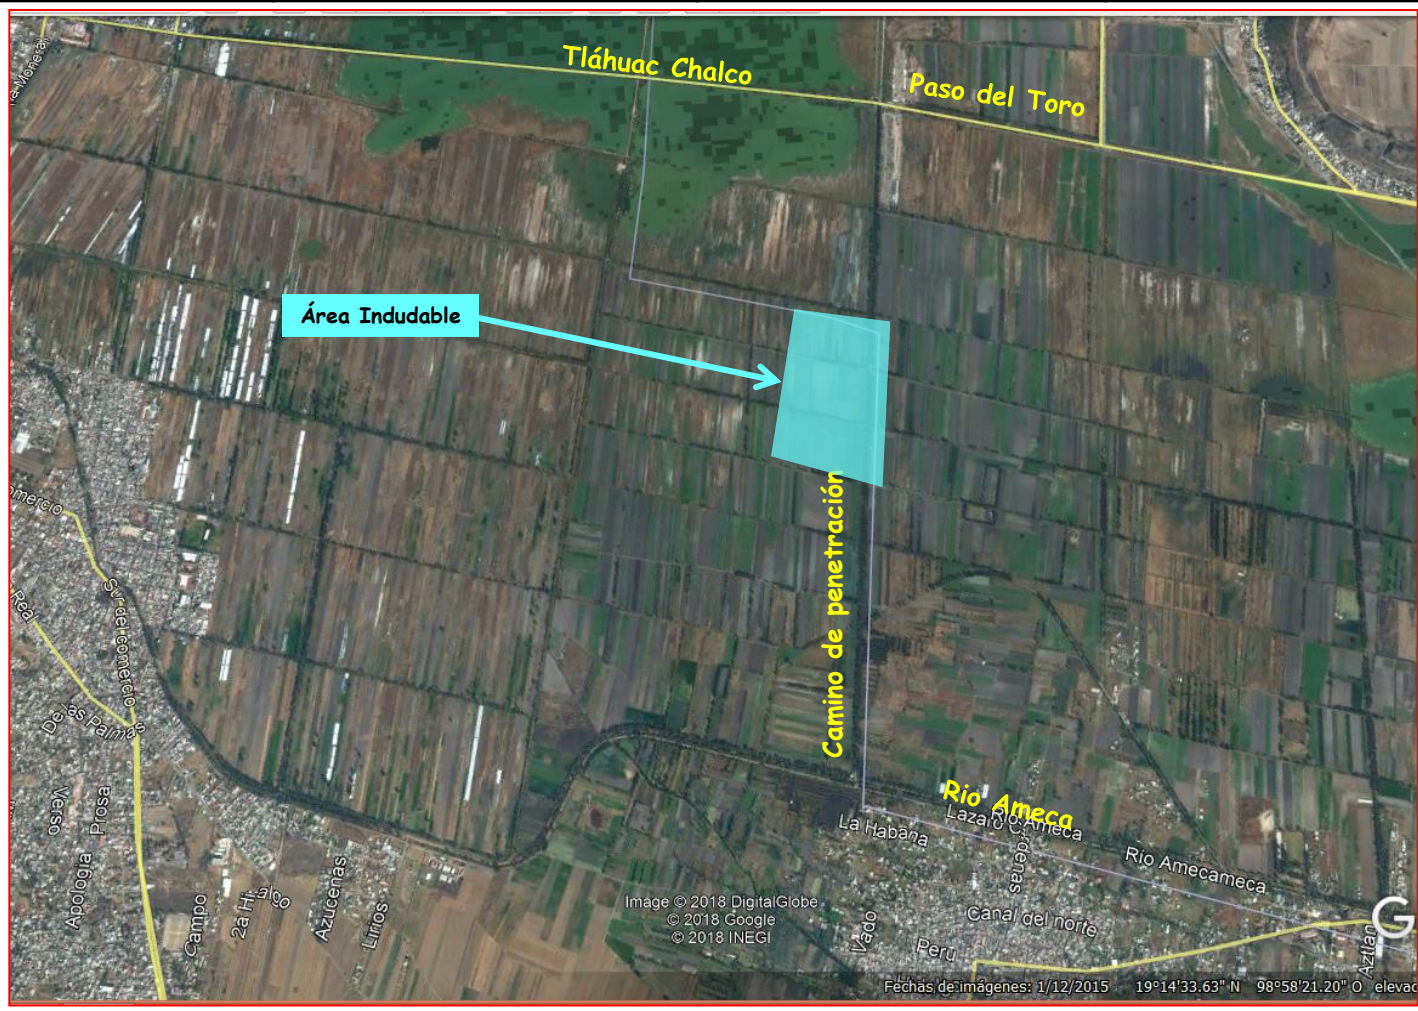 Tláhuac Chalco
Paso del Toro
Área Indudable
Camino de penetración
Real
Sur del comercio
De las Palmas
Rio Ameca
Lazaro Cardenas
Rio Ameca
La Habana
Rio Amecameca
Verso
Prosa
Apologia
Campo
2a Hidalgo
Azucenas
Lirios
Vado
Peru
Canal del norte
Aztlan
G
Image © 2018 DigitalGlobe
© 2018 Google
© 2018 INEGI
Fechas de imágenes: 1/12/2015 19°14'33.63" N 98°58'21.20" O elevac